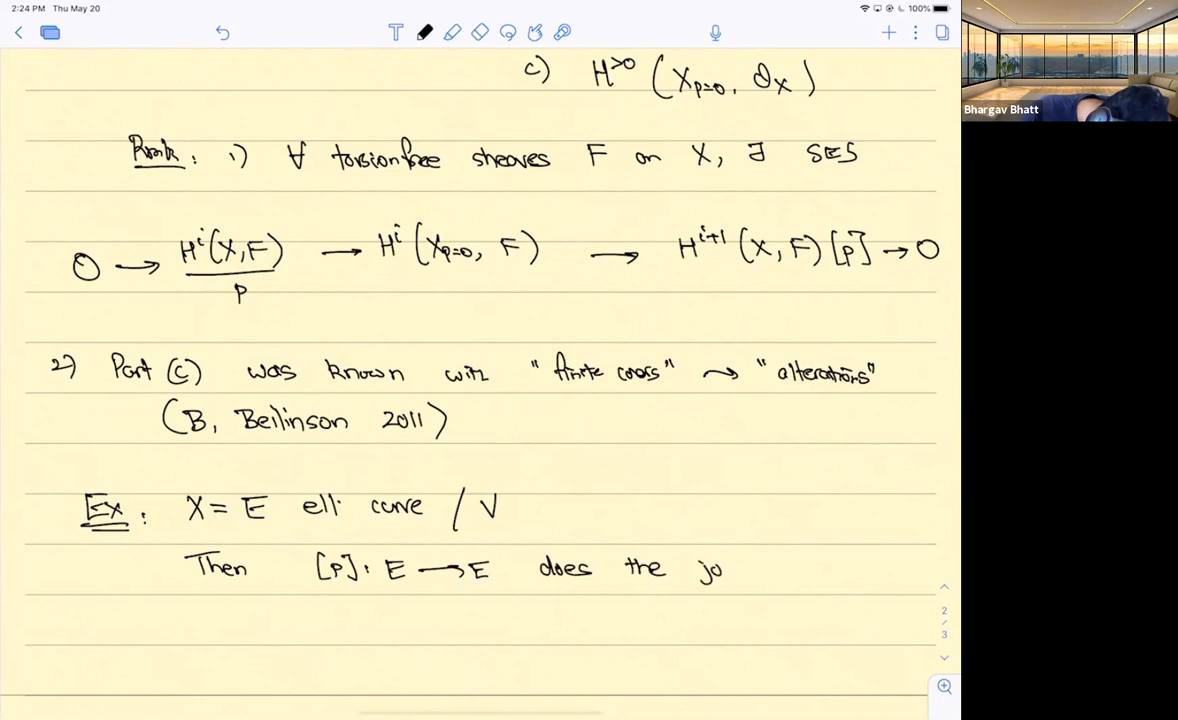 2:24 PM Thu May 20
100%
c) H^{>0} (X_{p=0}, O_X)
Bhargav Bhatt
Rmk: 1) ∀ torsionfree sheaves F on X, ∃ SES
0 → H^i(X,F)/p → H^i (X_{p=0}, F) → H^{i+1} (X, F) [p] → 0
2) Part (c) was known with "finite covers" ⇝ "alterations"
(B, Beilinson 2011)
Ex: X = E ell. curve / V
Then [p]: E → E does the jo
2
/
3